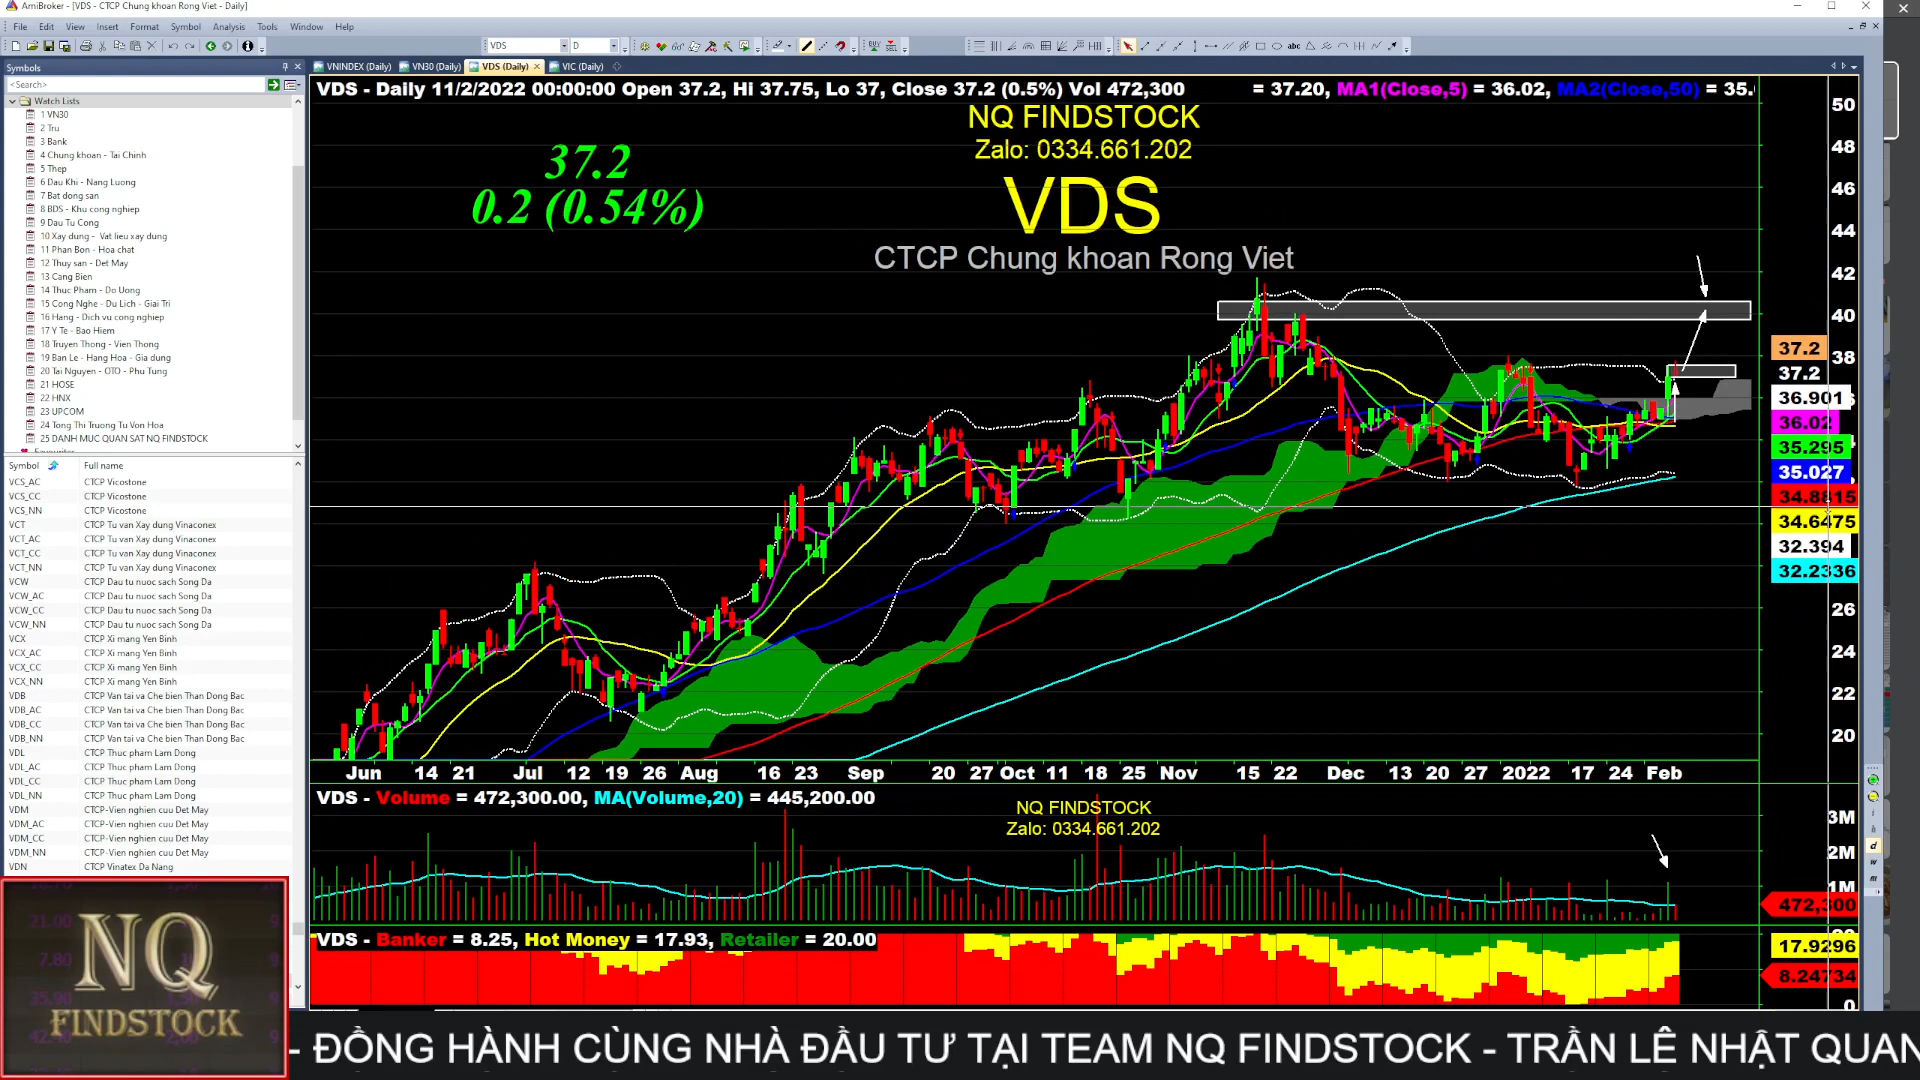 AmiBroker - [VDS - CTCP Chung khoan Rong Viet - Daily]
File Edit View Insert Format Symbol Analysis Tools Window Help
VDS D
Symbols
VNINDEX (Daily) VN30 (Daily) VDS (Daily) VIC (Daily)
<Search>
Watch Lists
1 VN30
2 Tru
3 Bank
4 Chung khoan - Tai Chinh
5 Thep
6 Dau Khi - Nang Luong
7 Bat dong san
8 BDS - Khu cong nghiep
9 Dau Tu Cong
10 Xay dung - Vat lieu xay dung
11 Phan Bon - Hoa chat
12 Thuy san - Det May
13 Cang Bien
14 Thuc Pham - Do Uong
15 Cong Nghe - Du Lich - Giai Tri
16 Hang - Dich vu cong nghiep
17 Y Te - Bao Hiem
18 Truyen Thong - Vien Thong
19 Ban Le - Hang Hoa - Gia dung
20 Tai Nguyen - OTO - Phu Tung
21 HOSE
22 HNX
23 UPCOM
24 Tong Thi Truong Tu Von Hoa
25 DANH MUC QUAN SAT NQ FINDSTOCK
Symbol Full name
VCS_AC CTCP Vicostone
VCS_CC CTCP Vicostone
VCS_NN CTCP Vicostone
VCT CTCP Tu van Xay dung Vinaconex
VCT_AC CTCP Tu van Xay dung Vinaconex
VCT_CC CTCP Tu van Xay dung Vinaconex
VCT_NN CTCP Tu van Xay dung Vinaconex
VCW CTCP Dau tu nuoc sach Song Da
VCW_AC CTCP Dau tu nuoc sach Song Da
VCW_CC CTCP Dau tu nuoc sach Song Da
VCW_NN CTCP Dau tu nuoc sach Song Da
VCX CTCP Xi mang Yen Binh
VCX_AC CTCP Xi mang Yen Binh
VCX_CC CTCP Xi mang Yen Binh
VCX_NN CTCP Xi mang Yen Binh
VDB CTCP Van tai va Che bien Than Dong Bac
VDB_AC CTCP Van tai va Che bien Than Dong Bac
VDB_CC CTCP Van tai va Che bien Than Dong Bac
VDB_NN CTCP Van tai va Che bien Than Dong Bac
VDL CTCP Thuc pham Lam Dong
VDL_AC CTCP Thuc pham Lam Dong
VDL_CC CTCP Thuc pham Lam Dong
VDL_NN CTCP Thuc pham Lam Dong
VDM CTCP-Vien nghien cuu Det May
VDM_AC CTCP-Vien nghien cuu Det May
VDM_CC CTCP-Vien nghien cuu Det May
VDM_NN CTCP-Vien nghien cuu Det May
VDN CTCP Vinatex Da Nang
VDS - Daily 11/2/2022 00:00:00 Open 37.2, Hi 37.75, Lo 37, Close 37.2 (0.5%) Vol 472,300 = 37.20, MA1(Close,5) = 36.02, MA2(Close,50) = 35.
NQ FINDSTOCK
Zalo: 0334.661.202
VDS
CTCP Chung khoan Rong Viet
37.2
0.2 (0.54%)
50
48
46
44
42
40
38
37.2
37.2
36.901
36.02
35.295
35.027
34.8815
34.6475
32.394
32.2336
26
24
22
20
Jun 14 21 Jul 12 19 26 Aug 16 23 Sep 20 27 Oct 11 18 25 Nov 15 22 Dec 13 20 27 2022 17 24 Feb
VDS - Volume = 472,300.00, MA(Volume,20) = 445,200.00
NQ FINDSTOCK
Zalo: 0334.661.202
3M
2M
1M
472,300
VDS - Banker = 8.25, Hot Money = 17.93, Retailer = 20.00
17.9296
8.24734
0
NQ
FINDSTOCK
- ĐỒNG HÀNH CÙNG NHÀ ĐẦU TƯ TẠI TEAM NQ FINDSTOCK - TRẦN LÊ NHẬT QUAN